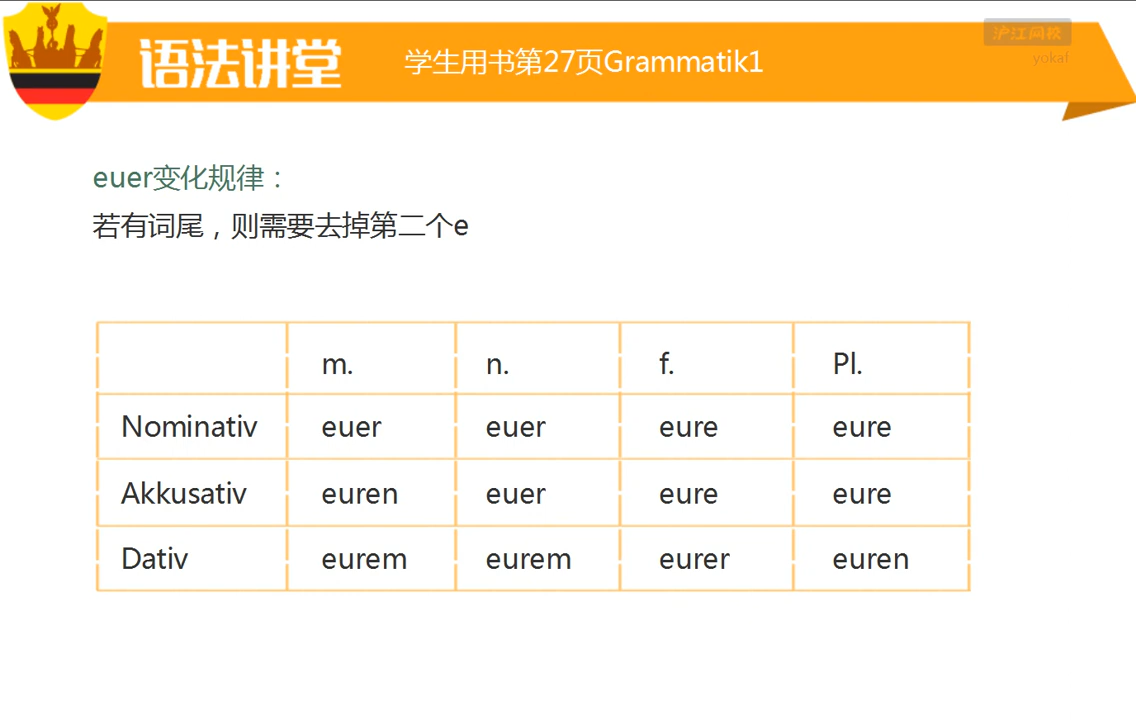 语法讲堂
学生用书第27页Grammatik1
沪江网校
yokaf
euer变化规律：
若有词尾，则需要去掉第二个e
m. n. f. Pl.
Nominativ euer euer eure eure
Akkusativ euren euer eure eure
Dativ eurem eurem eurer euren